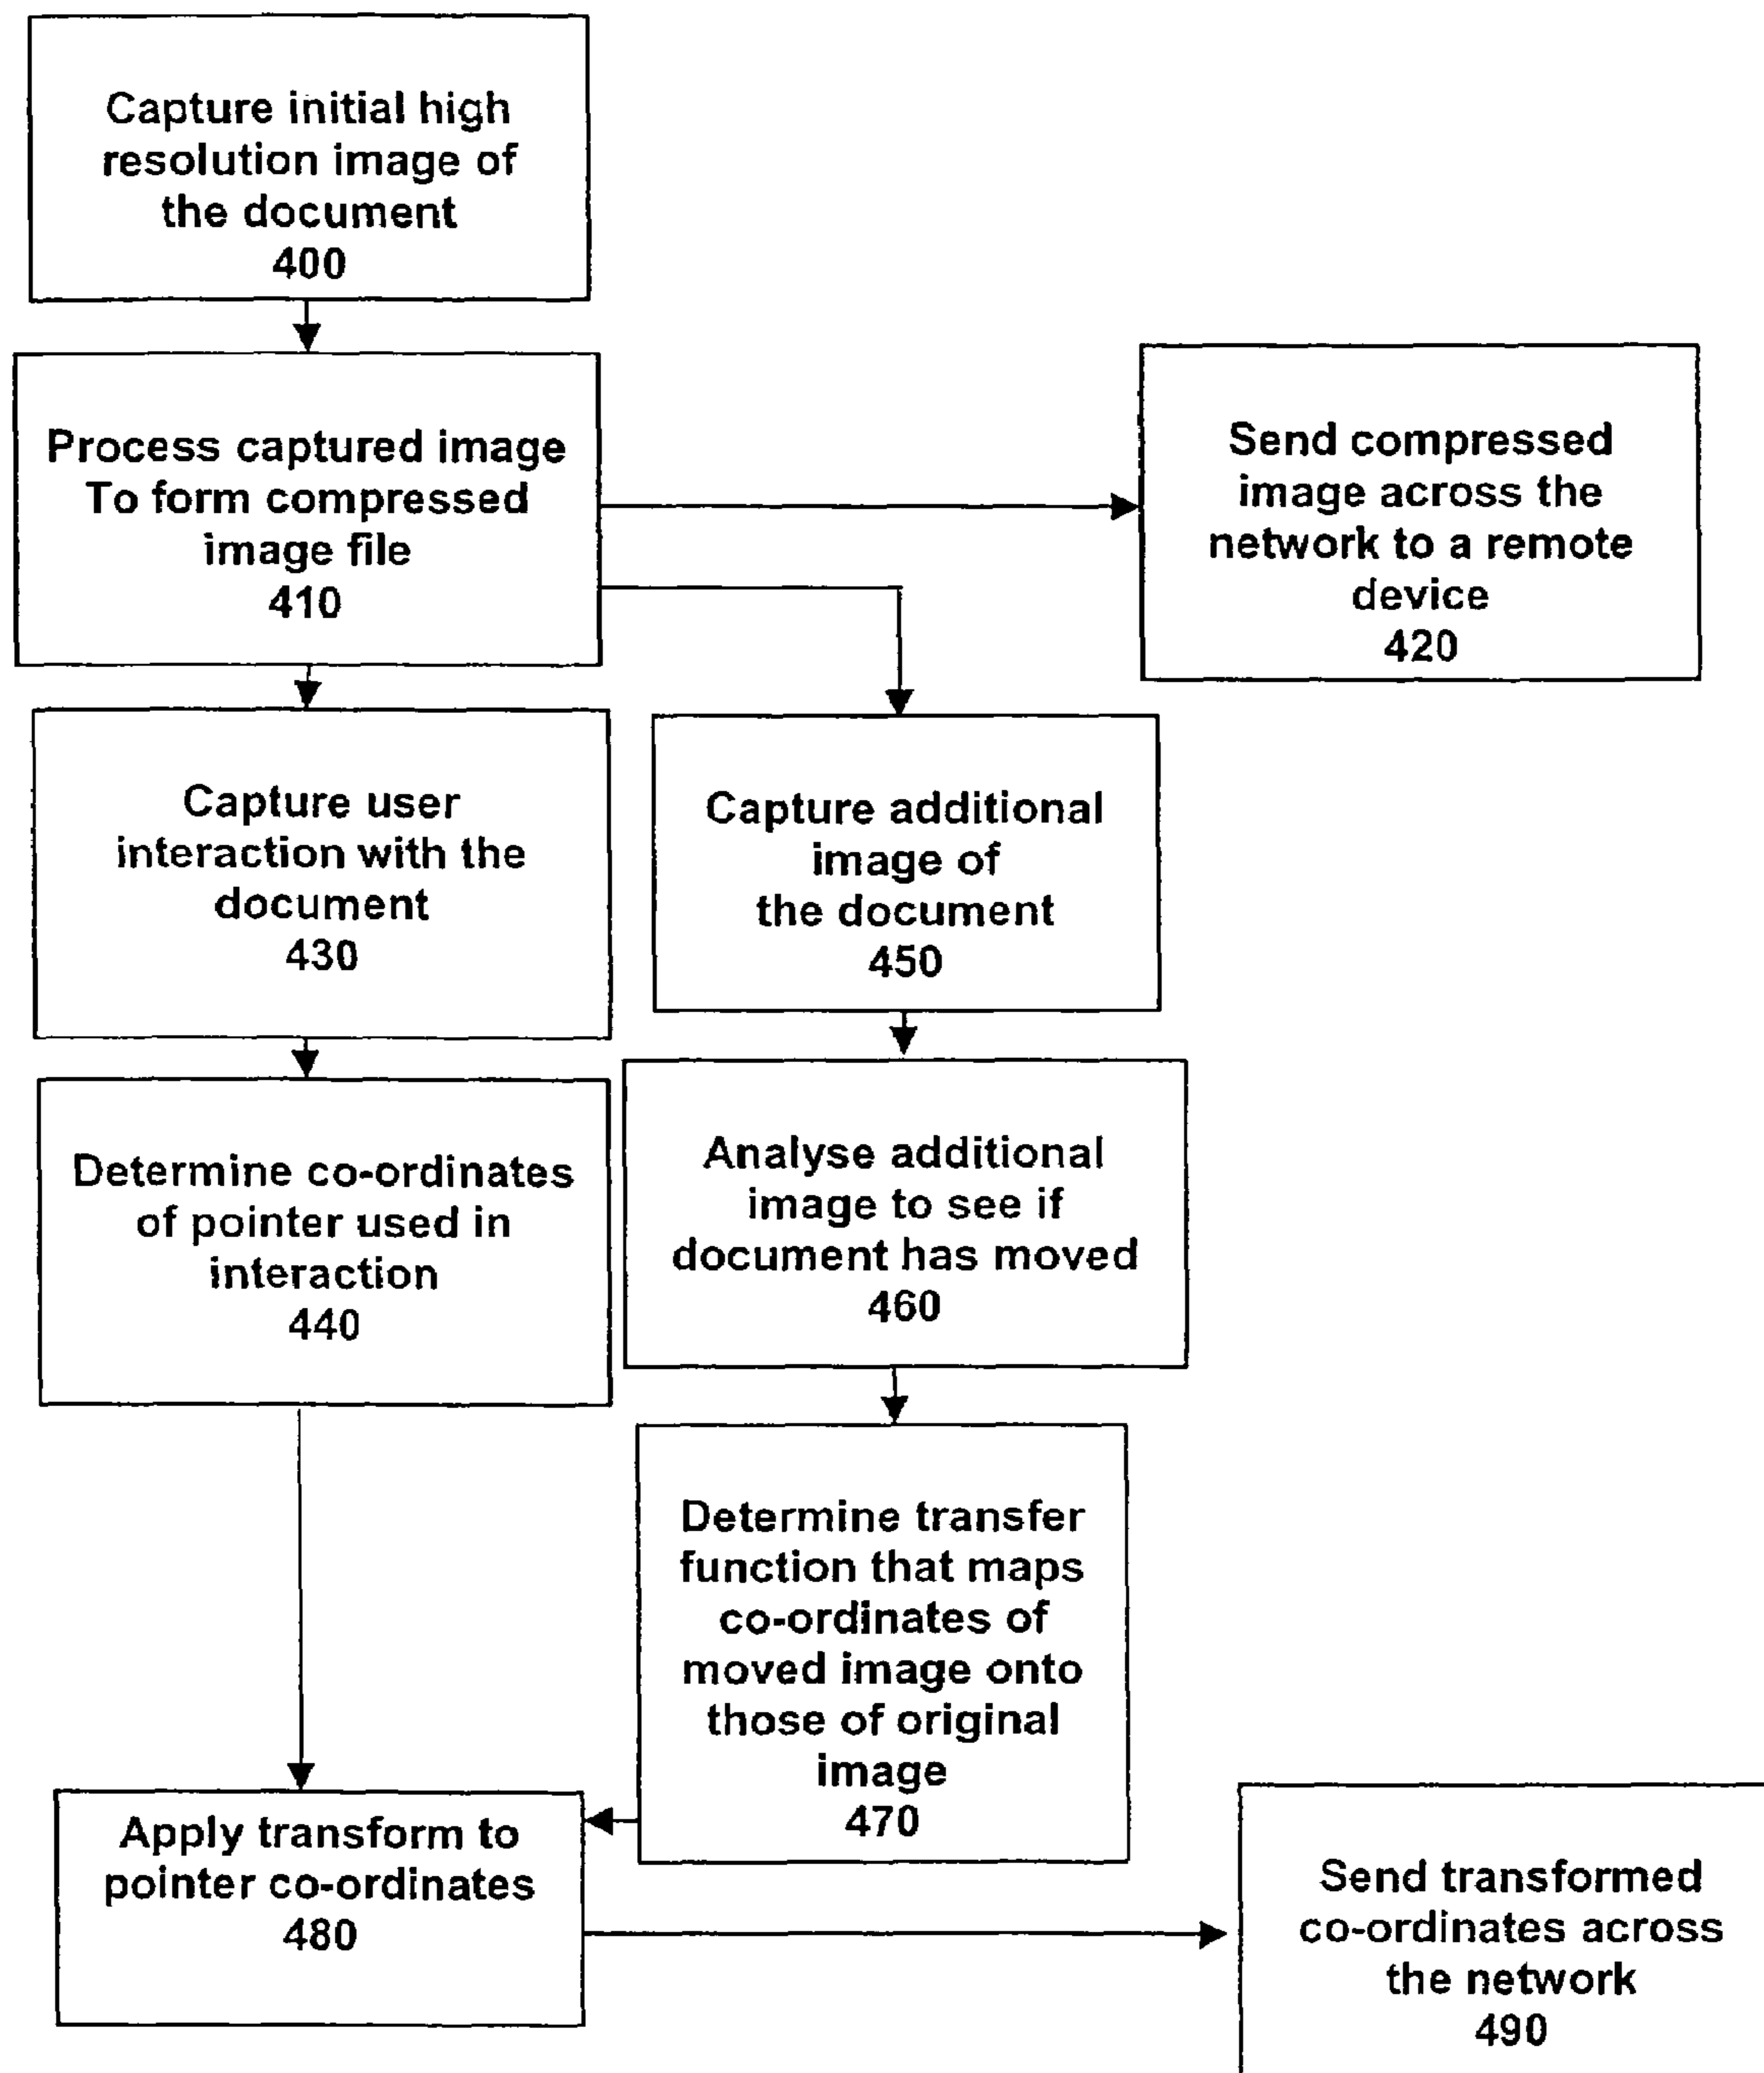 Capture initial high
resolution image of
the document
400
Process captured image
To form compressed
image file
410
Send compressed
image across the
network to a remote
device
420
Capture user
interaction with the
document
430
Capture additional
image of
the document
450
Determine co-ordinates
of pointer used in
interaction
440
Analyse additional
image to see if
document has moved
460
Determine transfer
function that maps
co-ordinates of
moved image onto
those of original
image
470
Apply transform to
pointer co-ordinates
480
Send transformed
co-ordinates across
the network
490